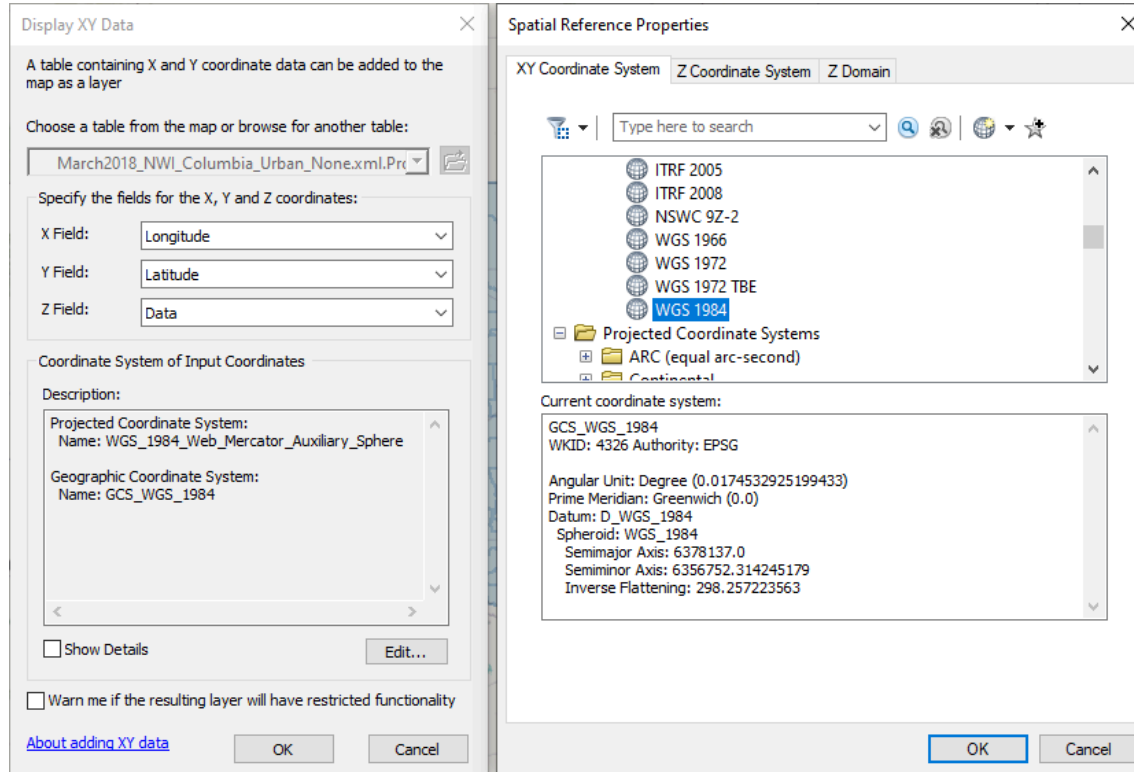 Display XY Data
A table containing X and Y coordinate data can be added to the
map as a layer
Choose a table from the map or browse for another table:
March2018_NWI_Columbia_Urban_None.xml.Pro
Specify the fields for the X, Y and Z coordinates:
X Field: Longitude
Y Field: Latitude
Z Field: Data
Coordinate System of Input Coordinates
Description:
Projected Coordinate System:
Name: WGS_1984_Web_Mercator_Auxiliary_Sphere
Geographic Coordinate System:
Name: GCS_WGS_1984
Show Details
Edit...
Warn me if the resulting layer will have restricted functionality
About adding XY data
OK
Cancel
Spatial Reference Properties
XY Coordinate System Z Coordinate System Z Domain
Type here to search
ITRF 2005
ITRF 2008
NSWC 9Z-2
WGS 1966
WGS 1972
WGS 1972 TBE
WGS 1984
Projected Coordinate Systems
ARC (equal arc-second)
Continental
Current coordinate system:
GCS_WGS_1984
WKID: 4326 Authority: EPSG
Angular Unit: Degree (0.0174532925199433)
Prime Meridian: Greenwich (0.0)
Datum: D_WGS_1984
Spheroid: WGS_1984
Semimajor Axis: 6378137.0
Semiminor Axis: 6356752.314245179
Inverse Flattening: 298.257223563
OK
Cancel